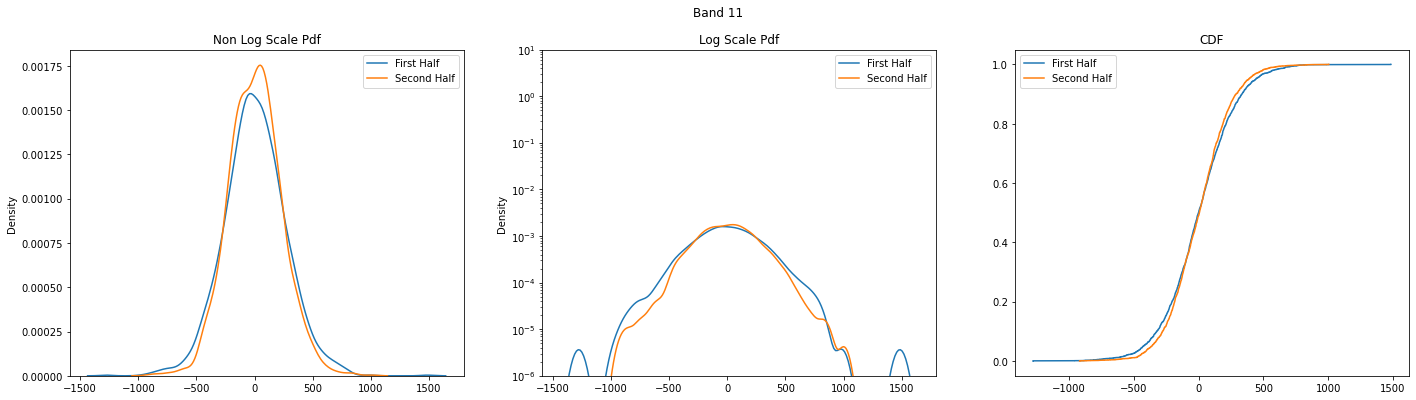 Band 11
Non Log Scale Pdf
First Half
Second Half
Density
0.00175
0.00150
0.00125
0.00100
0.00075
0.00050
0.00025
0.00000
−1500 −1000 −500 0 500 1000 1500
Log Scale Pdf
First Half
Second Half
Density
10^1
10^0
10^−1
10^−2
10^−3
10^−4
10^−5
10^−6
−1500 −1000 −500 0 500 1000 1500
CDF
First Half
Second Half
1.0
0.8
0.6
0.4
0.2
0.0
−1000 −500 0 500 1000 1500